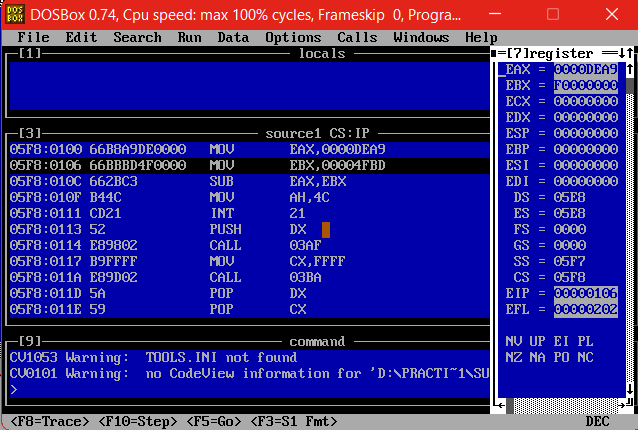 DOSBox 0.74, Cpu speed: max 100% cycles, Frameskip 0, Progra...
File Edit Search Run Data Options Calls Windows Help
[1] locals
[3] source1 CS:IP
05F8:0100 66B8A9DE0000 MOV EAX,0000DEA9
05F8:0106 66BBBD4F0000 MOV EBX,00004FBD
05F8:010C 662BC3 SUB EAX,EBX
05F8:010F B44C MOV AH,4C
05F8:0111 CD21 INT 21
05F8:0113 52 PUSH DX
05F8:0114 E89802 CALL 03AF
05F8:0117 B9FFFF MOV CX,FFFF
05F8:011A E89D02 CALL 03BA
05F8:011D 5A POP DX
05F8:011E 59 POP CX
[9] command
CV1053 Warning: TOOLS.INI not found
CV0101 Warning: no CodeView information for 'D:\PRACTI~1\SU
>
[7]register
EAX = 0000DEA9
EBX = F0000000
ECX = 00000000
EDX = 00000000
ESP = 00000000
EBP = 00000000
ESI = 00000000
EDI = 00000000
DS = 05E8
ES = 05E8
FS = 0000
GS = 0000
SS = 05F7
CS = 05F8
EIP = 00000106
EFL = 00000202
NV UP EI PL
NZ NA PO NC
<F8=Trace> <F10=Step> <F5=Go> <F3=S1 Fmt> DEC